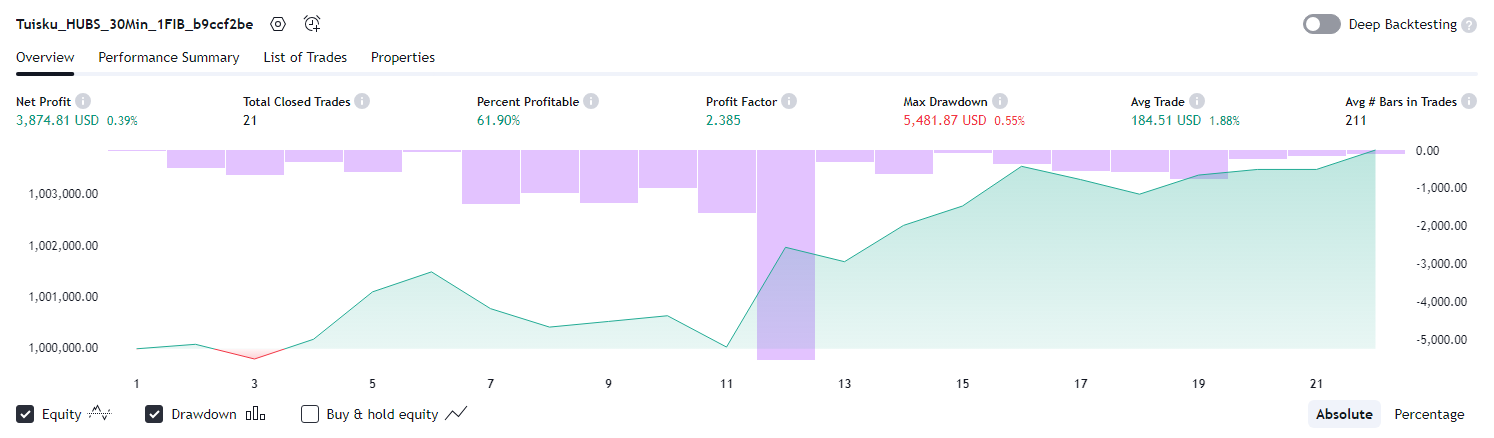 Tuisku_HUBS_30Min_1FIB_b9ccf2be Deep Backtesting ?
Overview Performance Summary List of Trades Properties
Net Profit Total Closed Trades Percent Profitable Profit Factor Max Drawdown Avg Trade Avg # Bars in Trades
3,874.81 USD 0.39% 21 61.90% 2.385 5,481.87 USD 0.55% 184.51 USD 1.88% 211
0.00
1,003,000.00 -1,000.00
-2,000.00
1,002,000.00
-3,000.00
1,001,000.00
-4,000.00
1,000,000.00 -5,000.00
1 3 5 7 9 11 13 15 17 19 21
Equity Drawdown Buy & hold equity Absolute Percentage